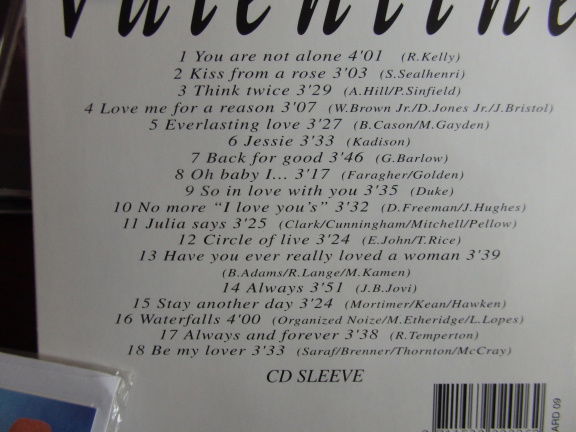 Valentine
1 You are not alone 4'01 (R.Kelly)
2 Kiss from a rose 3'03 (S.Sealhenri)
3 Think twice 3'29 (A.Hill/P.Sinfield)
4 Love me for a reason 3'07 (W.Brown Jr./D.Jones Jr./J.Bristol)
5 Everlasting love 3'27 (B.Cason/M.Gayden)
6 Jessie 3'33 (Kadison)
7 Back for good 3'46 (G.Barlow)
8 Oh baby I... 3'17 (Faragher/Golden)
9 So in love with you 3'35 (Duke)
10 No more "I love you's" 3'32 (D.Freeman/J.Hughes)
11 Julia says 3'25 (Clark/Cunningham/Mitchell/Pellow)
12 Circle of live 3'24 (E.John/T.Rice)
13 Have you ever really loved a woman 3'39
(B.Adams/R.Lange/M.Kamen)
14 Always 3'51 (J.B.Jovi)
15 Stay another day 3'24 (Mortimer/Kean/Hawken)
16 Waterfalls 4'00 (Organized Noize/M.Etheridge/L.Lopes)
17 Always and forever 3'38 (R.Temperton)
18 Be my lover 3'33 (Saraf/Brenner/Thornton/McCray)
CD SLEEVE
ARD 09